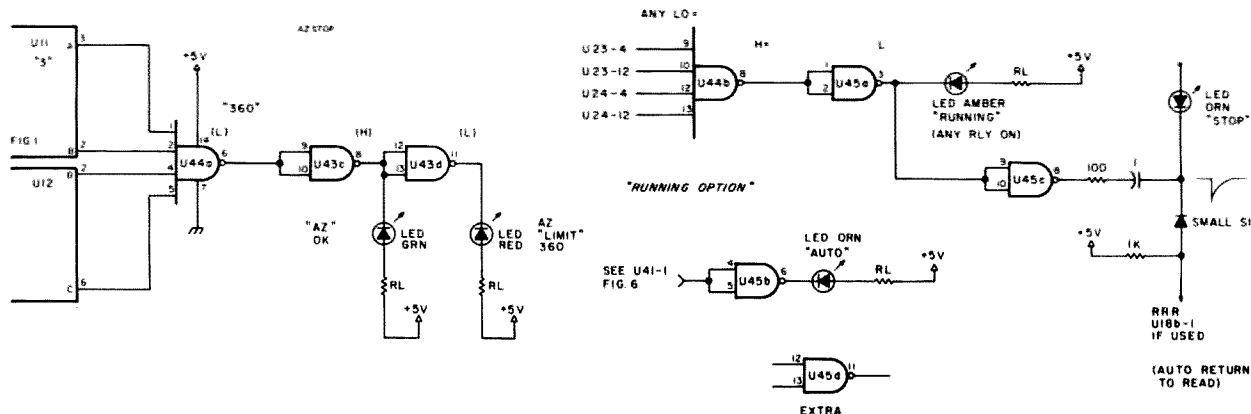 U11
"3"
A
3
FIG.1
B
2
U12
B
2
C
6
AZ STOP
+5V
"360"
(L)
1
2
4
5
14
U44a
6
7
9
10
U43c
8
(H)
12
13
U43d
11
(L)
"AZ"
OK
LED
GRN
LED
RED
AZ
"LIMIT"
360
RL
RL
+5V
+5V
ANY LO=
U23-4
U23-12
U24-4
U24-12
9
10
12
13
U44b
8
H=
1
2
U45a
3
L
LED AMBER
"RUNNING"
(ANY RLY ON)
RL
+5V
"RUNNING OPTION"
9
10
U45c
8
100
1
LED
ORN
"STOP"
SMALL SI
+5V
1K
RRR
U18b-1
IF USED
(AUTO RETURN
TO READ)
SEE U41-1
FIG. 6
4
5
U45b
6
LED ORN
"AUTO"
RL
+5V
12
13
U45d
11
EXTRA